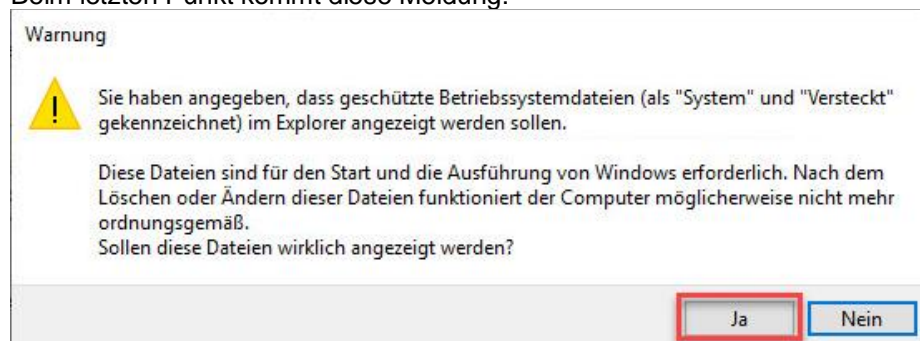 Beim letzten Punkt kommt diese Meldung:
Warnung
Sie haben angegeben, dass geschützte Betriebssystemdateien (als "System" und "Versteckt"
gekennzeichnet) im Explorer angezeigt werden sollen.
Diese Dateien sind für den Start und die Ausführung von Windows erforderlich. Nach dem
Löschen oder Ändern dieser Dateien funktioniert der Computer möglicherweise nicht mehr
ordnungsgemäß.
Sollen diese Dateien wirklich angezeigt werden?
Ja Nein